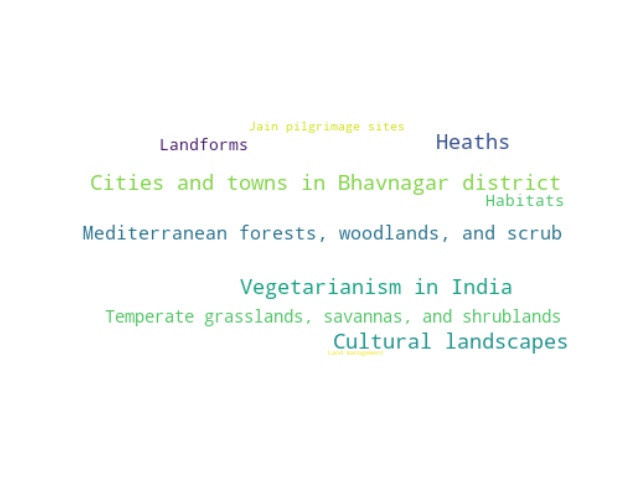 Jain pilgrimage sites
Landforms
Heaths
Cities and towns in Bhavnagar district
Habitats
Mediterranean forests, woodlands, and scrub
Vegetarianism in India
Temperate grasslands, savannas, and shrublands
Cultural landscapes
Land management